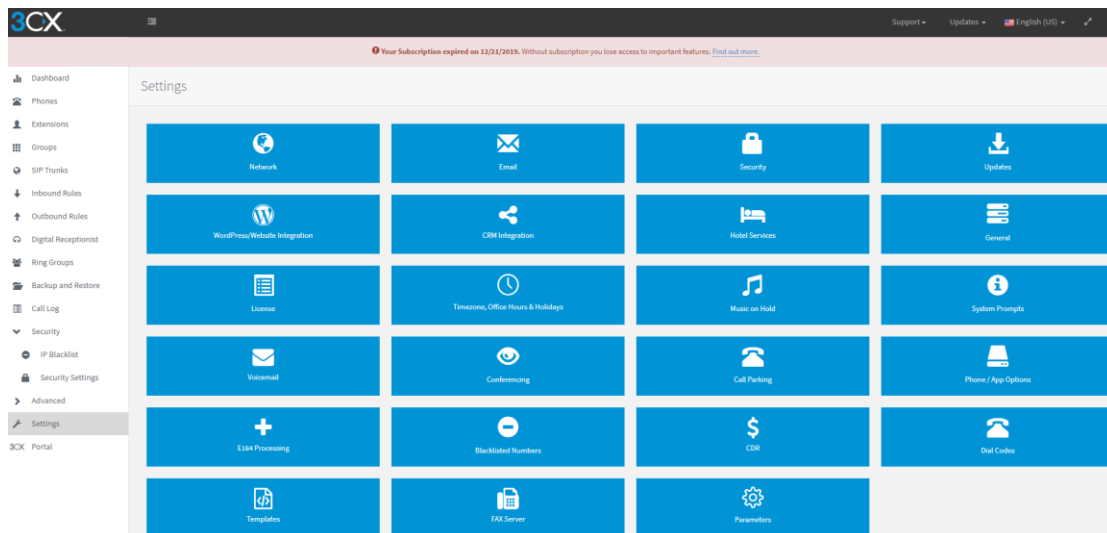 3CX
Support
Updates
English (US)
Your Subscription expired on 12/21/2019. Without subscription you lose access to important features. Find out more.
Dashboard
Phones
Extensions
Groups
SIP Trunks
Inbound Rules
Outbound Rules
Digital Receptionist
Ring Groups
Backup and Restore
Call Log
Security
IP Blacklist
Security Settings
Advanced
Settings
3CX Portal
Settings
Network
Email
Security
Updates
WordPress/Website Integration
CRM Integration
Hotel Services
General
License
Timezone, Office Hours & Holidays
Music on Hold
System Prompts
Voicemail
Conferencing
Call Parking
Phone / App Options
E164 Processing
Blacklisted Numbers
CDR
Dial Codes
Templates
FAX Server
Parameters